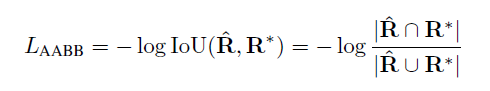 L_AABB = − log IoU(R̂, R*) = − log |R̂ ∩ R*| / |R̂ ∪ R*|